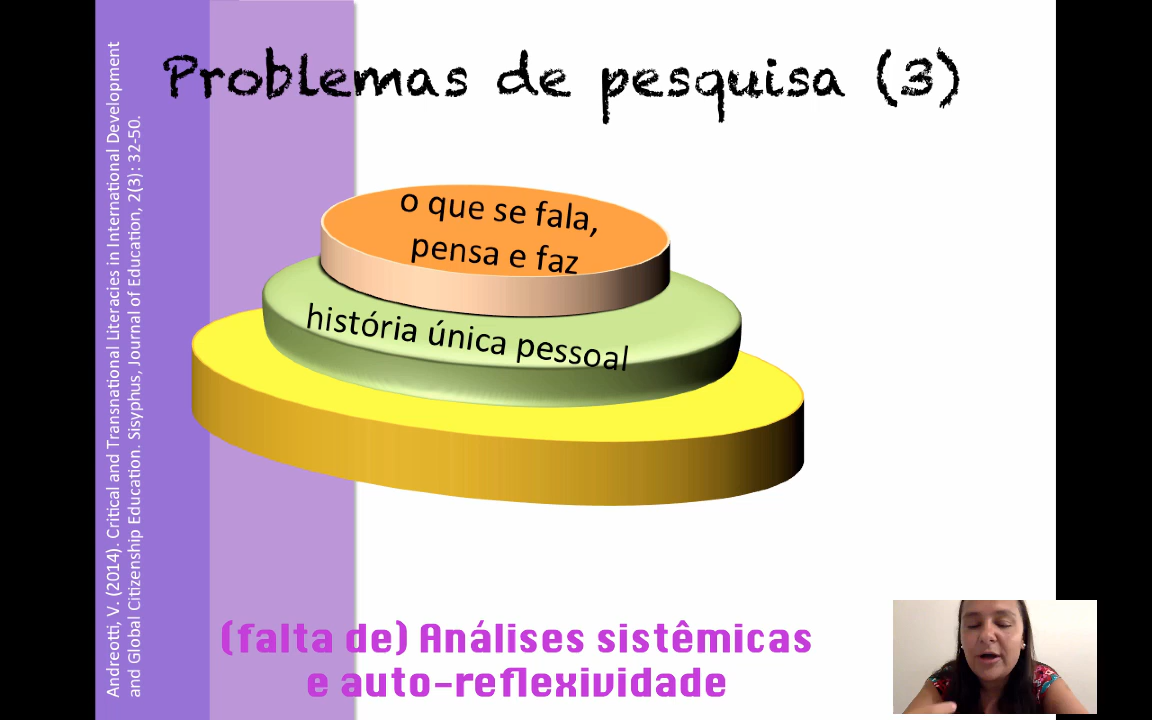 Problemas de pesquisa (3)
o que se fala,
pensa e faz
história única pessoal
(falta de) Análises sistêmicas
e auto-reflexividade
Andreotti, V. (2014). Critical and Transnational Literacies in International Development
and Global Citizenship Education. Sisyphus, Journal of Education, 2(3): 32-50.